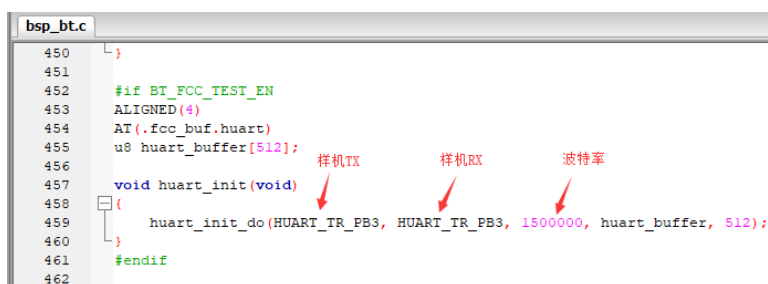 bsp_bt.c
450 }
451
452 #if BT_FCC_TEST_EN
453 ALIGNED(4)
454 AT(.fcc_buf.huart)
455 u8 huart_buffer[512];
样机TX 样机RX 波特率
456
457 void huart_init(void)
458 {
459 huart_init_do(HUART_TR_PB3, HUART_TR_PB3, 1500000, huart_buffer, 512);
460 }
461 #endif
462